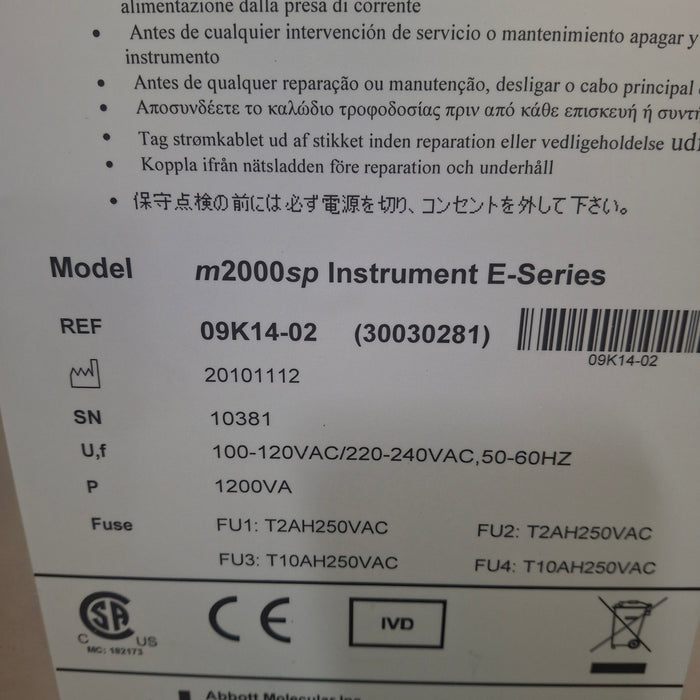 alimentazione dalla presa di corrente
• Antes de cualquier intervención de servicio o mantenimiento apagar y
instrumento
• Antes de qualquer reparação ou manutenção, desligar o cabo principal
• Αποσυνδέετε το καλώδιο τροφοδοσίας πριν από κάθε επισκευή ή
• Tag strømkablet ud af stikket inden reparation eller vedligeholdelse
• Koppla ifrån nätsladden före reparation och underhåll
• 保守点検の前には必ず電源を切り、コンセントを外して下さい。
Model m2000sp Instrument E-Series
REF 09K14-02 (30030281)
09K14-02
20101112
SN 10381
U,f 100-120VAC/220-240VAC,50-60HZ
P 1200VA
Fuse FU1: T2AH250VAC FU2: T2AH250VAC
FU3: T10AH250VAC FU4: T10AH250VAC
CSA CE IVD
C US
MC: 182173
Abbott Molecular Inc.